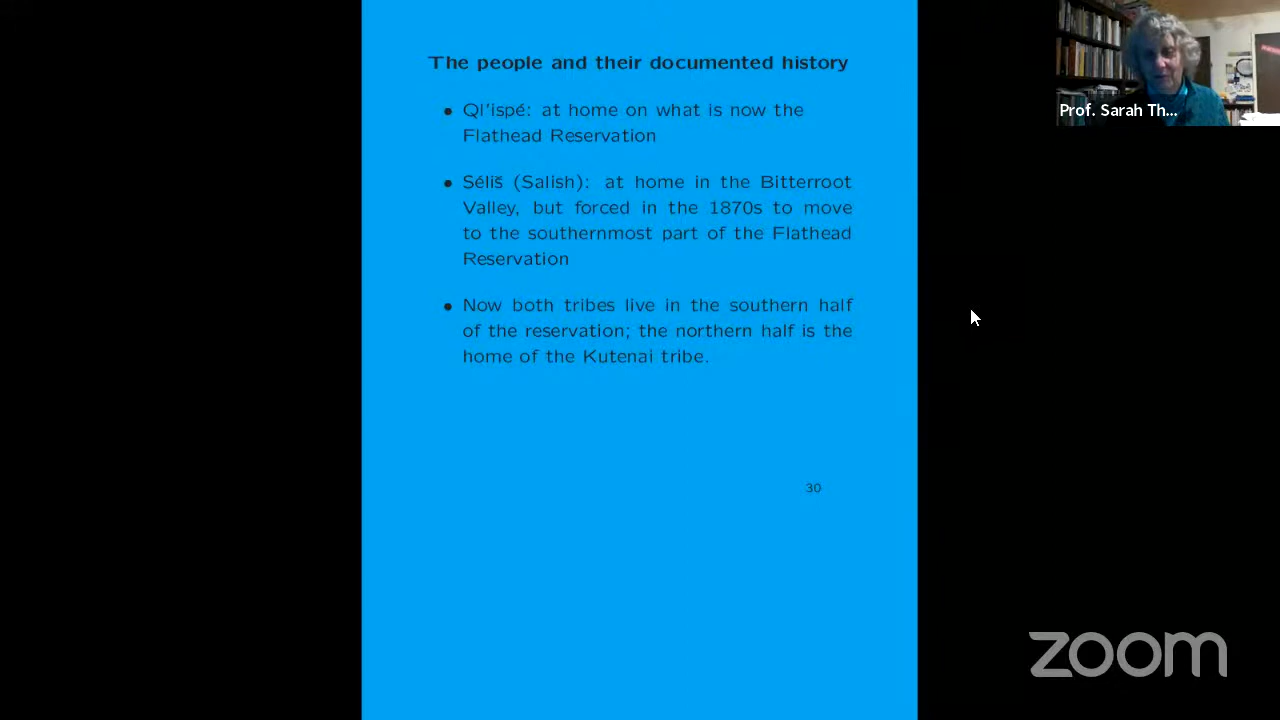 The people and their documented history
• Ql'ispé: at home on what is now the
Flathead Reservation
• Séliš (Salish): at home in the Bitterroot
Valley, but forced in the 1870s to move
to the southernmost part of the Flathead
Reservation
• Now both tribes live in the southern half
of the reservation; the northern half is the
home of the Kutenai tribe.
30
Prof. Sarah Th...
zoom